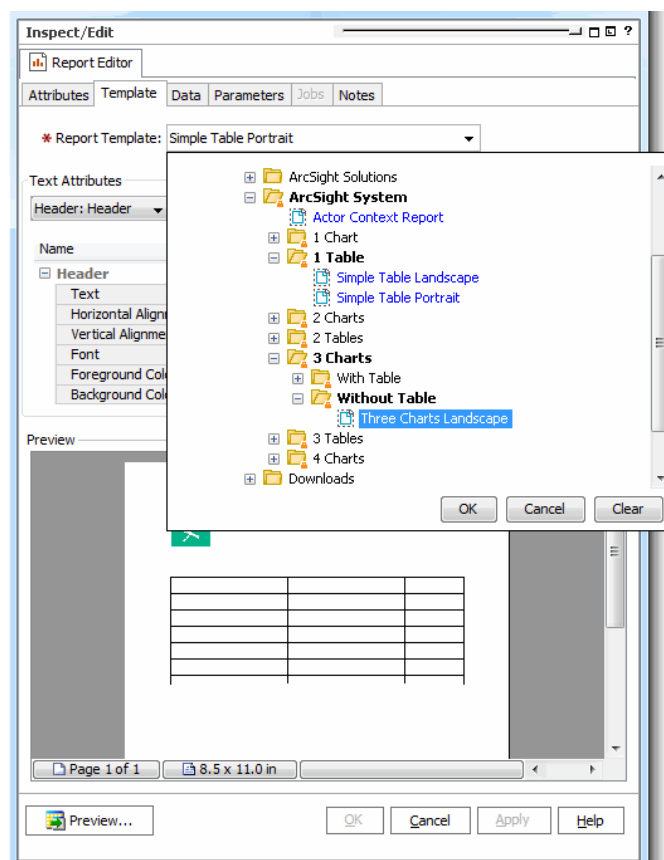 Inspect/Edit ?
Report Editor
Attributes Template Data Parameters Jobs Notes
* Report Template: Simple Table Portrait
Text Attributes
Header: Header
Name
Header
Text
Horizontal Alignn
Vertical Alignme
Font
Foreground Col
Background Col
ArcSight Solutions
ArcSight System
Actor Context Report
1 Chart
1 Table
Simple Table Landscape
Simple Table Portrait
2 Charts
2 Tables
3 Charts
With Table
Without Table
Three Charts Landscape
3 Tables
4 Charts
Downloads
OK Cancel Clear
Preview
Page 1 of 1 8.5 x 11.0 in
Preview... OK Cancel Apply Help